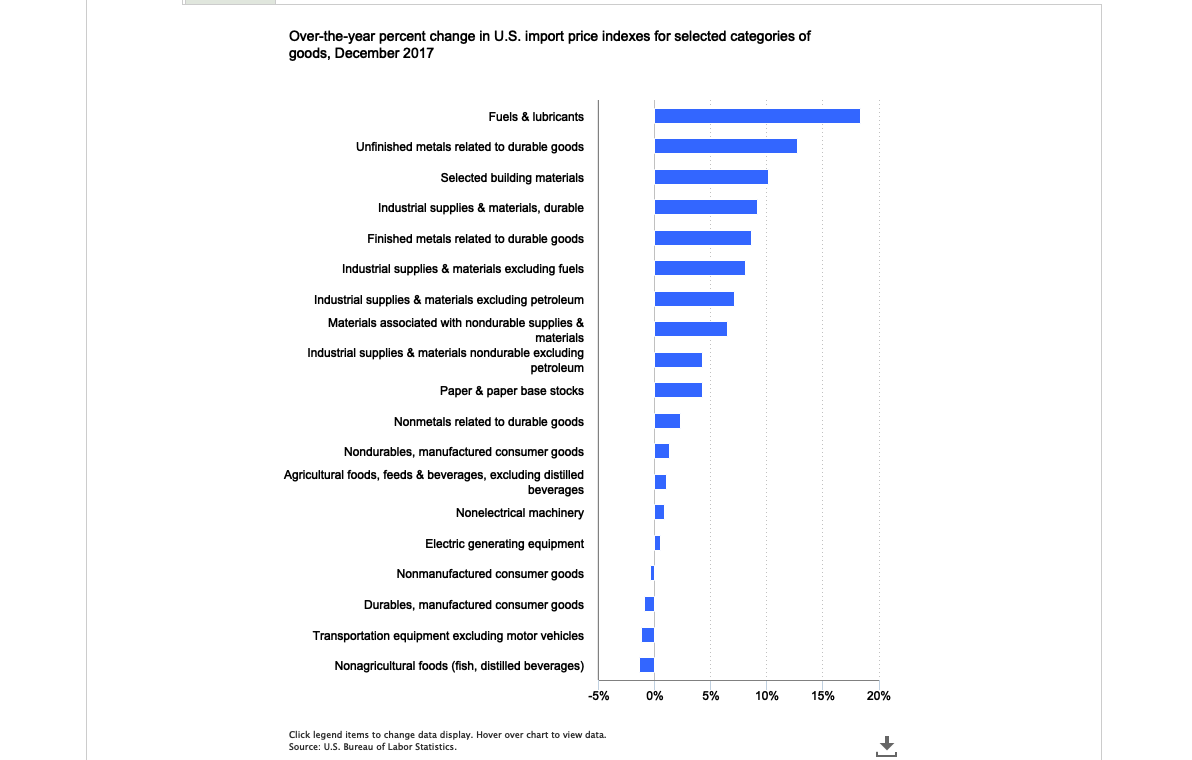 Over-the-year percent change in U.S. import price indexes for selected categories of
goods, December 2017
Fuels & lubricants
Unfinished metals related to durable goods
Selected building materials
Industrial supplies & materials, durable
Finished metals related to durable goods
Industrial supplies & materials excluding fuels
Industrial supplies & materials excluding petroleum
Materials associated with nondurable supplies &
materials
Industrial supplies & materials nondurable excluding
petroleum
Paper & paper base stocks
Nonmetals related to durable goods
Nondurables, manufactured consumer goods
Agricultural foods, feeds & beverages, excluding distilled
beverages
Nonelectrical machinery
Electric generating equipment
Nonmanufactured consumer goods
Durables, manufactured consumer goods
Transportation equipment excluding motor vehicles
Nonagricultural foods (fish, distilled beverages)
-5% 0% 5% 10% 15% 20%
Click legend items to change data display. Hover over chart to view data.
Source: U.S. Bureau of Labor Statistics.